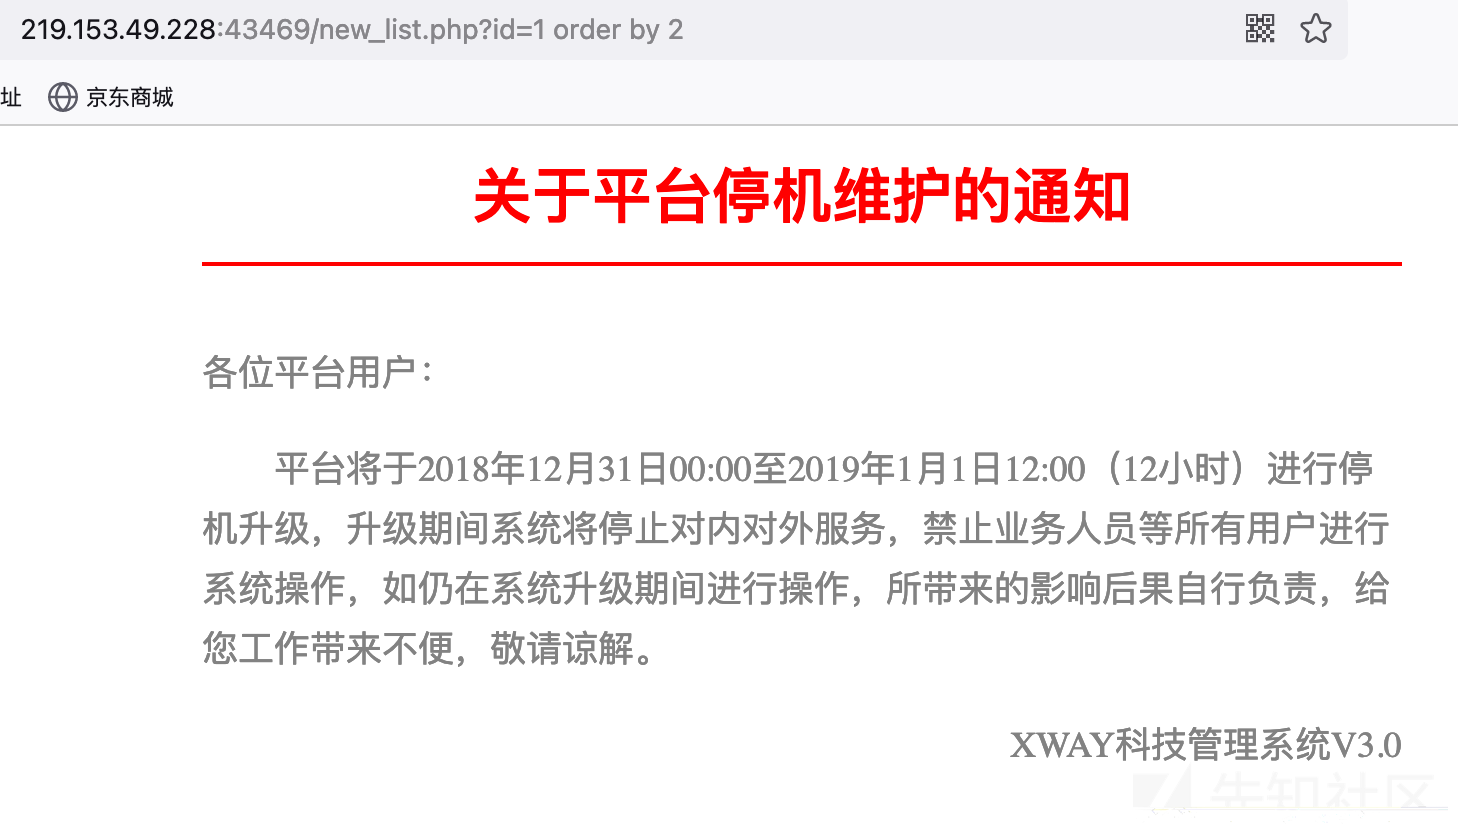 219.153.49.228:43469/new_list.php?id=1 order by 2
址 京东商城
关于平台停机维护的通知
各位平台用户：
平台将于2018年12月31日00:00至2019年1月1日12:00（12小时）进行停
机升级，升级期间系统将停止对内对外服务，禁止业务人员等所有用户进行
系统操作，如仍在系统升级期间进行操作，所带来的影响后果自行负责，给
您工作带来不便，敬请谅解。
XWAY科技管理系统V3.0
先知社区